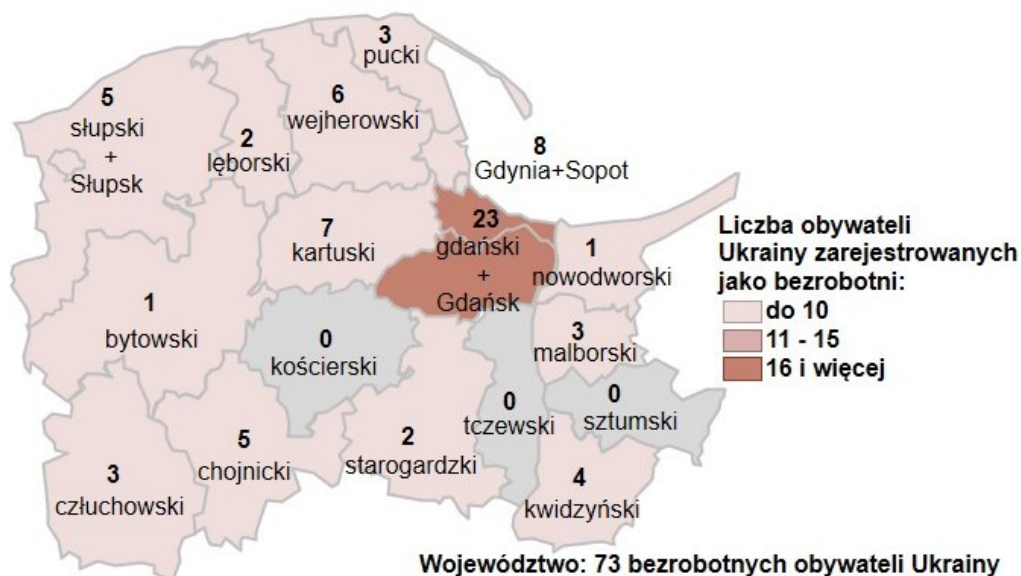 3
pucki
5
słupski
+
Słupsk
2
lęborski
6
wejherowski
8
Gdynia+Sopot
7
kartuski
23
gdański
+
Gdańsk
1
nowodworski
1
bytowski
0
kościerski
3
malborski
0
tczewski
0
sztumski
3
człuchowski
5
chojnicki
2
starogardzki
4
kwidzyński
Liczba obywateli
Ukrainy zarejestrowanych
jako bezrobotni:
do 10
11 - 15
16 i więcej
Województwo: 73 bezrobotnych obywateli Ukrainy